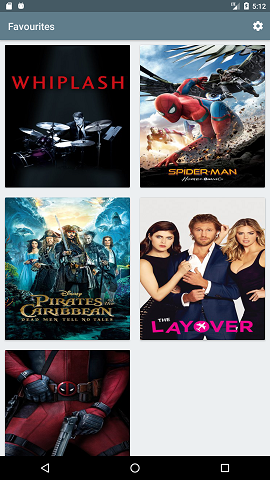 5:12
Favourites
WHIPLASH
SPIDER-MAN
HOMECOMING
Disney
PIRATES of the
CARIBBEAN
DEAD MEN TELL NO TALES
THE
LAYOVER